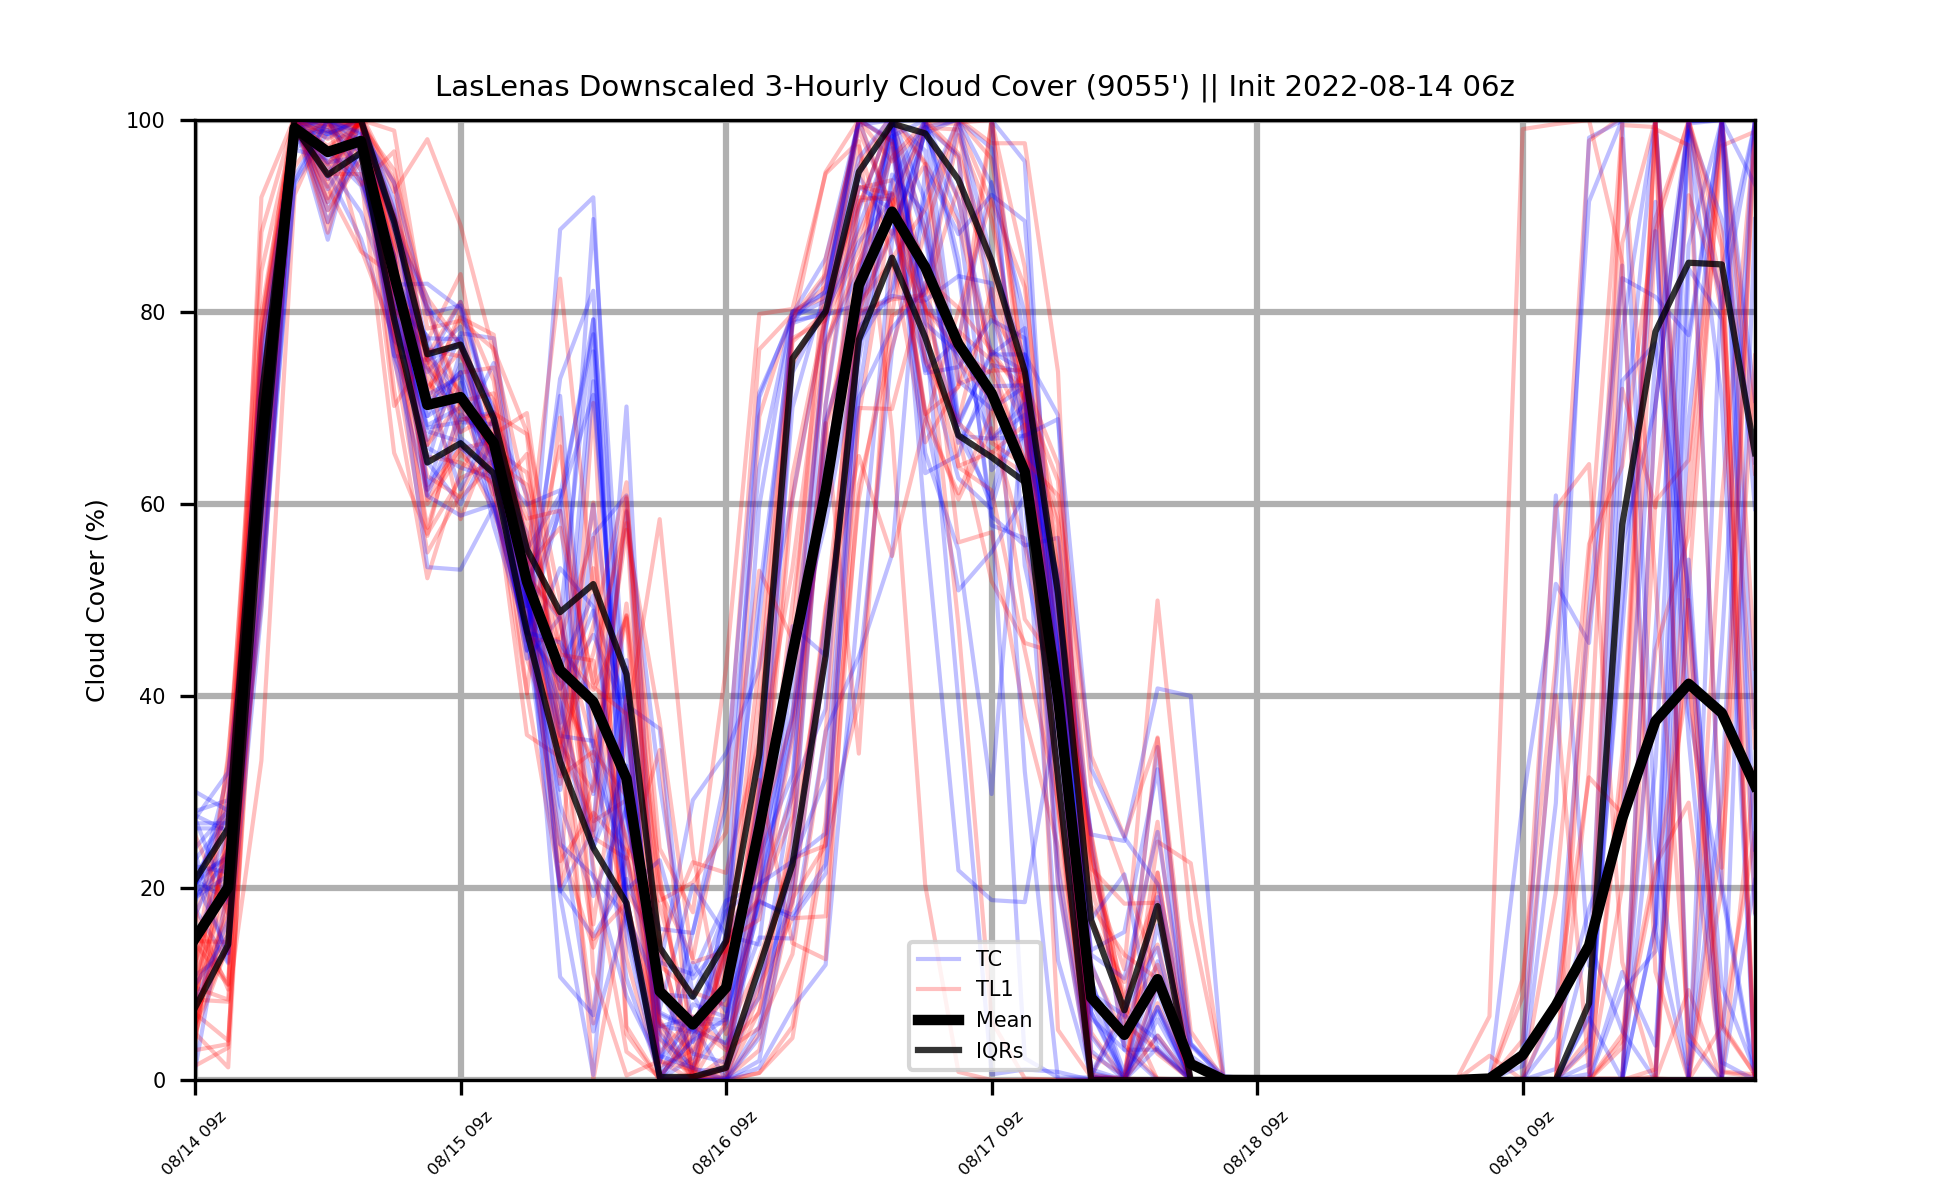 LasLenas Downscaled 3-Hourly Cloud Cover (9055') || Init 2022-08-14 06z
Cloud Cover (%)
100
80
60
40
20
0
TC
TL1
Mean
IQRs
08/14 09z
08/15 09z
08/16 09z
08/17 09z
08/18 09z
08/19 09z